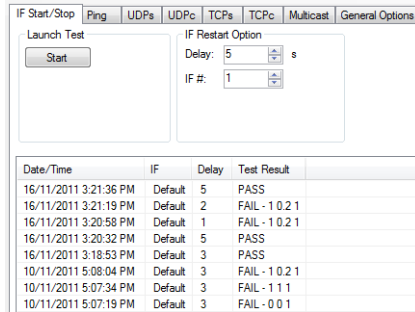 IF Start/Stop Ping UDPs UDPc TCPs TCPc Multicast General Options
Launch Test
Start
IF Restart Option
Delay: 5 s
IF #: 1
Date/Time IF Delay Test Result
16/11/2011 3:21:36 PM Default 5 PASS
16/11/2011 3:21:19 PM Default 2 FAIL - 1 0.2 1
16/11/2011 3:20:58 PM Default 1 FAIL - 1 0.2 1
16/11/2011 3:20:32 PM Default 5 PASS
16/11/2011 3:18:53 PM Default 3 PASS
10/11/2011 5:08:04 PM Default 3 FAIL - 1 0.2 1
10/11/2011 5:07:34 PM Default 3 FAIL - 1 1 1
10/11/2011 5:07:19 PM Default 3 FAIL - 0 0 1